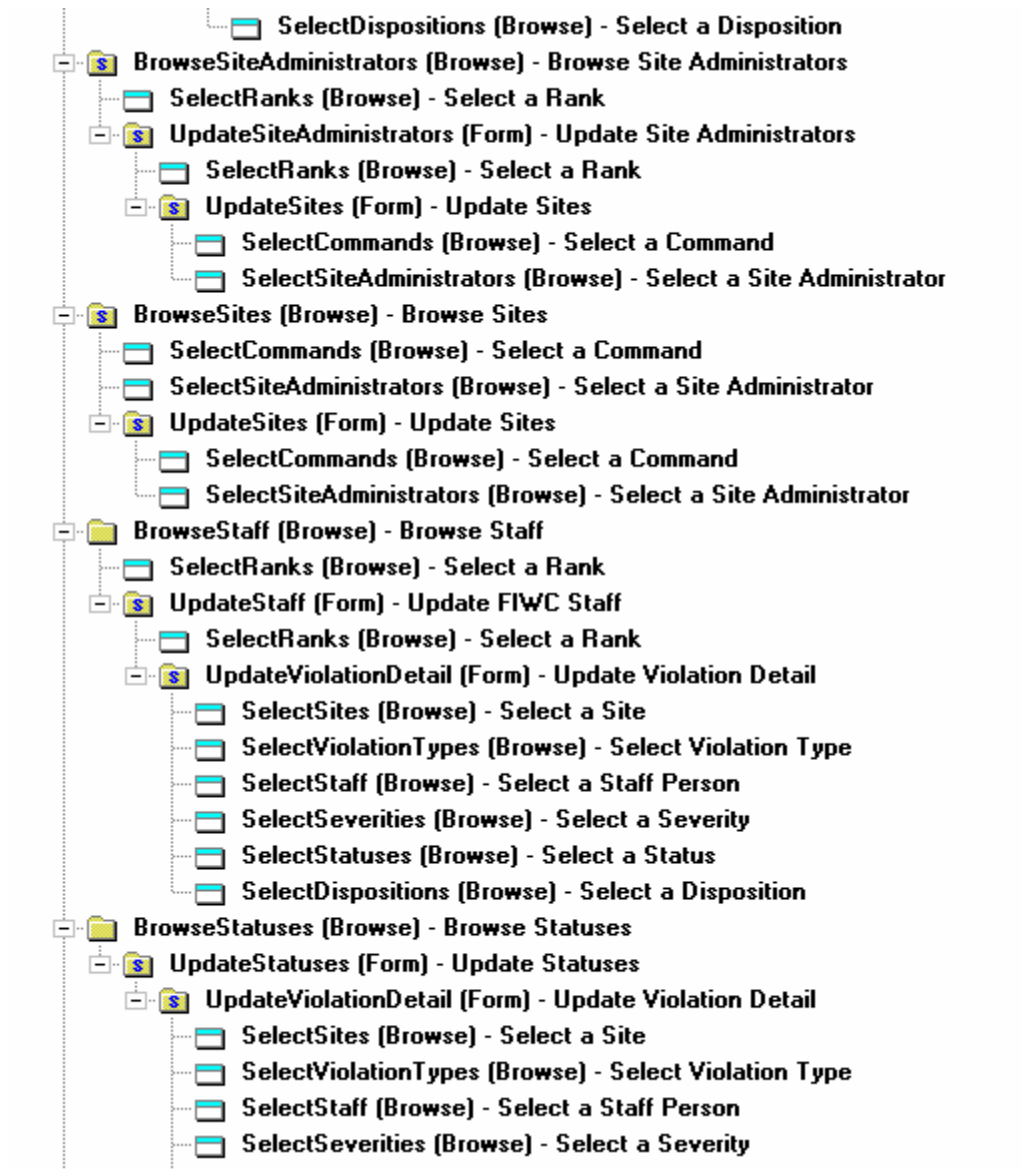 SelectDispositions (Browse) - Select a Disposition
BrowseSiteAdministrators (Browse) - Browse Site Administrators
SelectRanks (Browse) - Select a Rank
UpdateSiteAdministrators (Form) - Update Site Administrators
SelectRanks (Browse) - Select a Rank
UpdateSites (Form) - Update Sites
SelectCommands (Browse) - Select a Command
SelectSiteAdministrators (Browse) - Select a Site Administrator
BrowseSites (Browse) - Browse Sites
SelectCommands (Browse) - Select a Command
SelectSiteAdministrators (Browse) - Select a Site Administrator
UpdateSites (Form) - Update Sites
SelectCommands (Browse) - Select a Command
SelectSiteAdministrators (Browse) - Select a Site Administrator
BrowseStaff (Browse) - Browse Staff
SelectRanks (Browse) - Select a Rank
UpdateStaff (Form) - Update FIWC Staff
SelectRanks (Browse) - Select a Rank
UpdateViolationDetail (Form) - Update Violation Detail
SelectSites (Browse) - Select a Site
SelectViolationTypes (Browse) - Select Violation Type
SelectStaff (Browse) - Select a Staff Person
SelectSeverities (Browse) - Select a Severity
SelectStatuses (Browse) - Select a Status
SelectDispositions (Browse) - Select a Disposition
BrowseStatuses (Browse) - Browse Statuses
UpdateStatuses (Form) - Update Statuses
UpdateViolationDetail (Form) - Update Violation Detail
SelectSites (Browse) - Select a Site
SelectViolationTypes (Browse) - Select Violation Type
SelectStaff (Browse) - Select a Staff Person
SelectSeverities (Browse) - Select a Severity